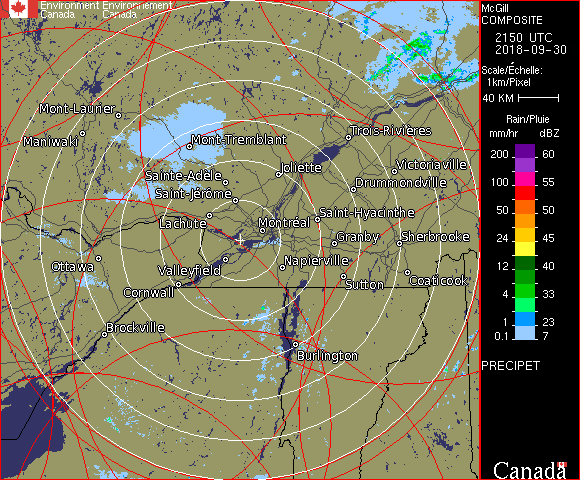 Environment Environnement
Canada Canada
McGill
COMPOSITE
2150 UTC
2018-09-30
Scale/Échelle:
1km/Pixel
40 KM
Rain/Pluie
mm/hr dBZ
200 60
150 57
100 55
50 50
24 45
12 40
4 33
1 23
0.1 7
PRECIPET
Canada
Mont-Laurier
Maniwaki
Mont-Tremblant
Trois-Rivières
Victoriaville
Joliette
Sainte-Adèle
Drummondville
Saint-Jérôme
Saint-Hyacinthe
Lachute
Montréal
Granby
Sherbrooke
Ottawa
Valleyfield
Napierville
Sutton
Coaticook
Cornwall
Brockville
Burlington